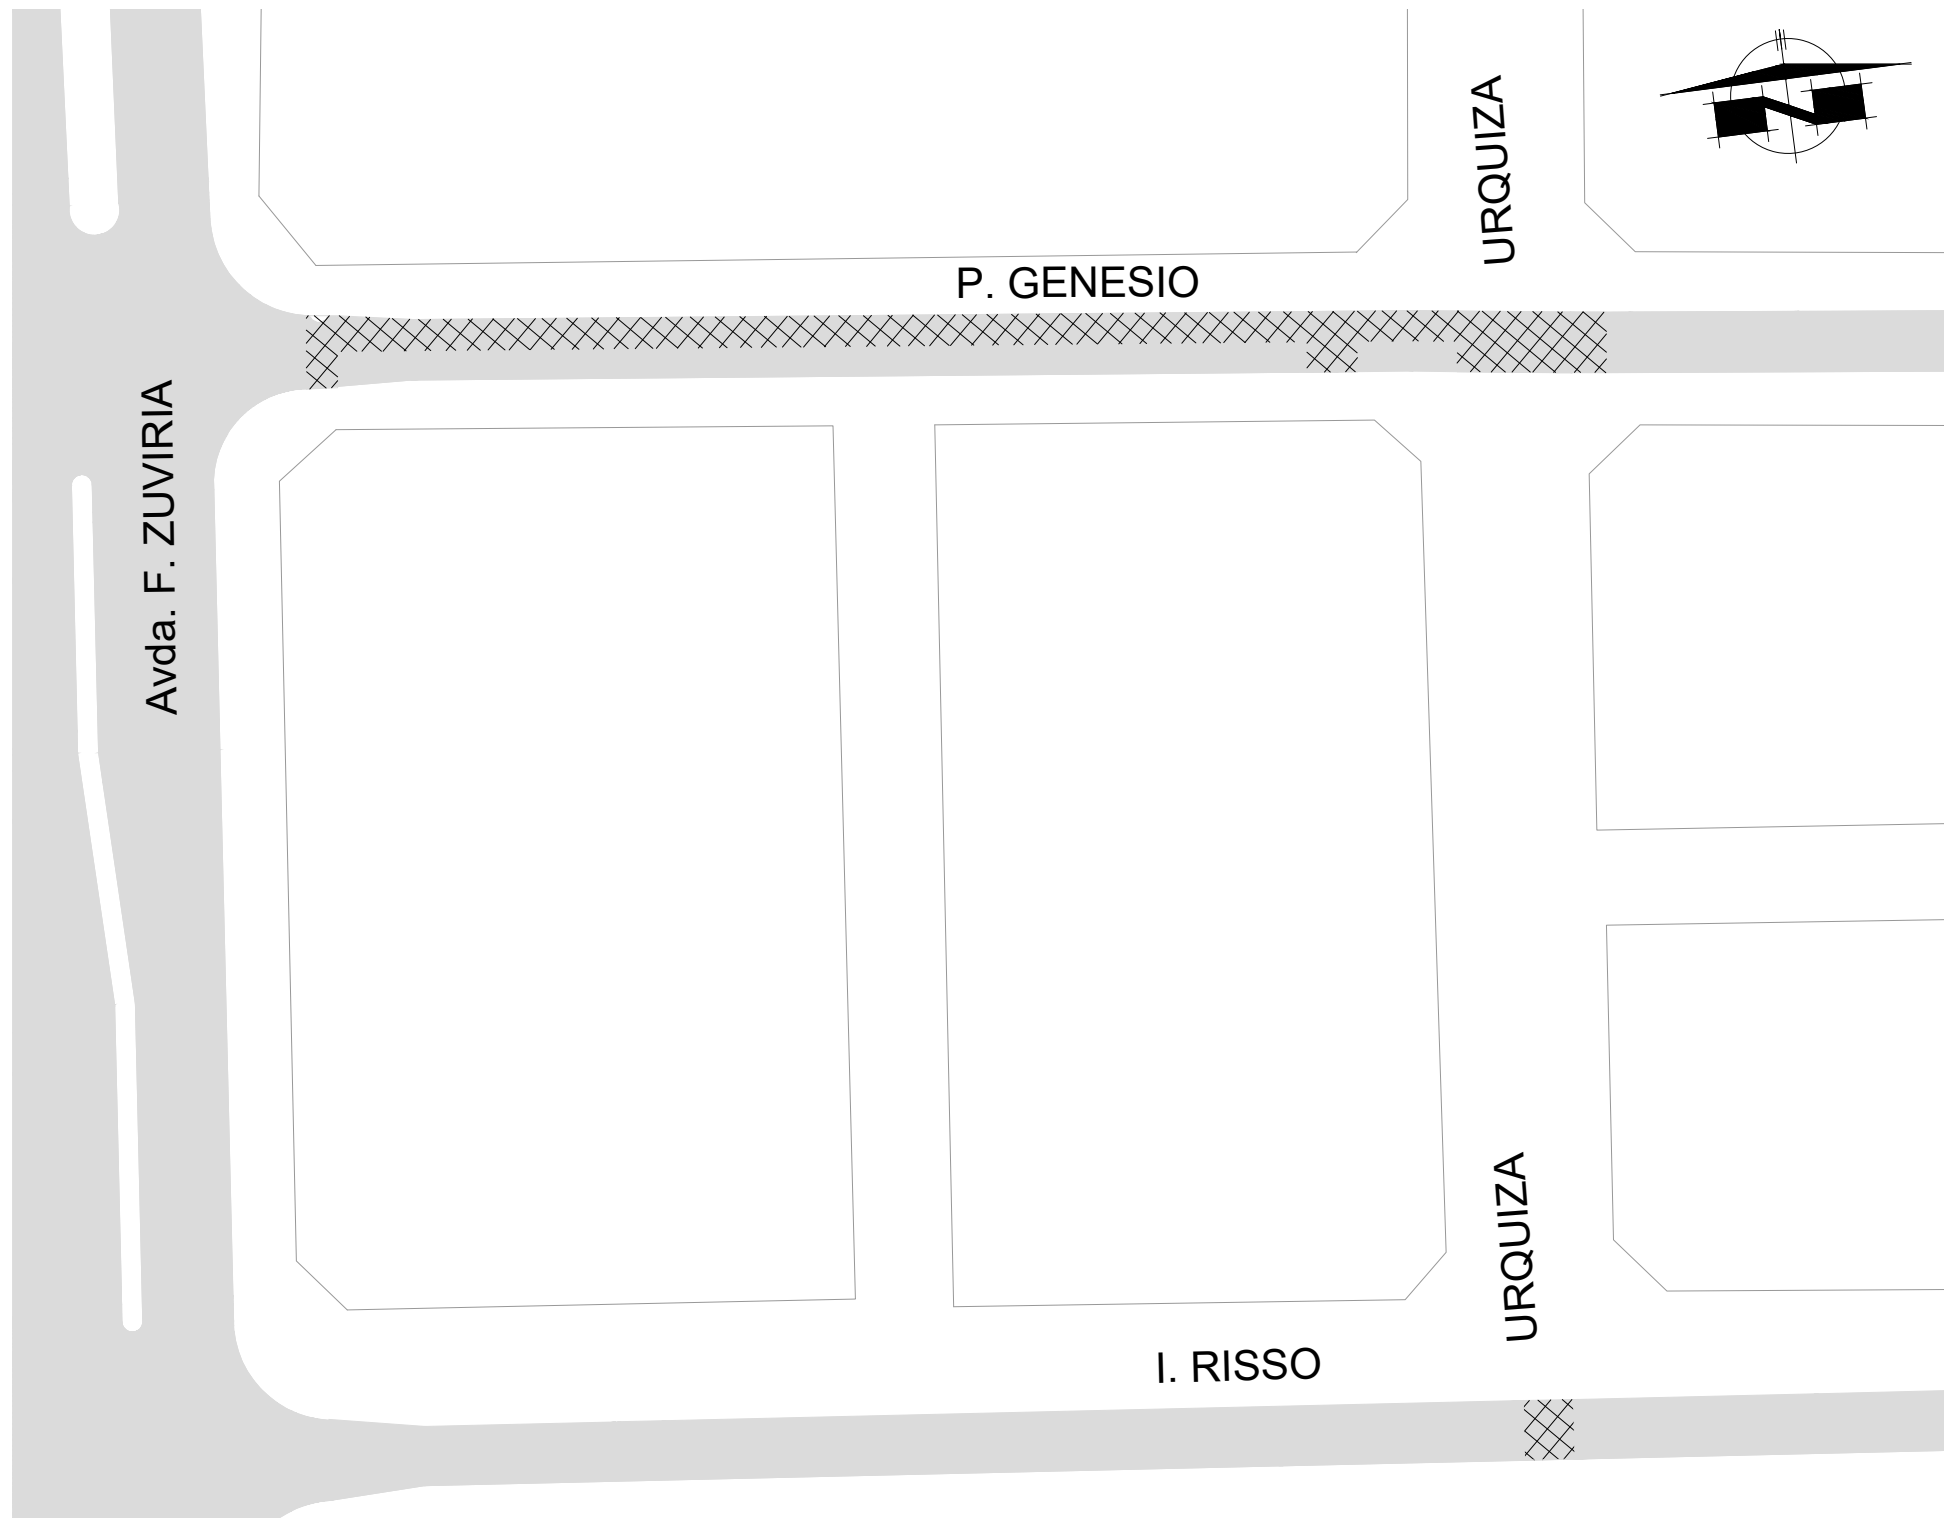 URQUIZA
P. GENESIO
Avda. F. ZUVIRIA
URQUIZA
I. RISSO